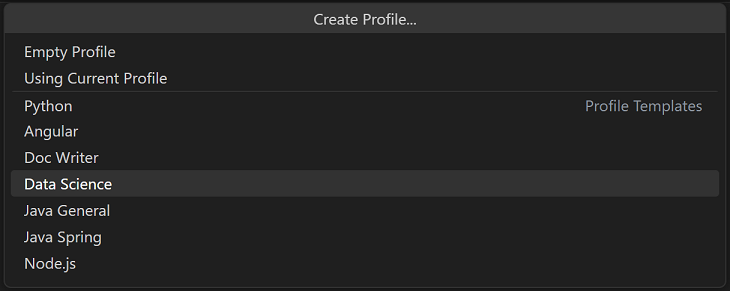 Create Profile...
Empty Profile
Using Current Profile
Python Profile Templates
Angular
Doc Writer
Data Science
Java General
Java Spring
Node.js